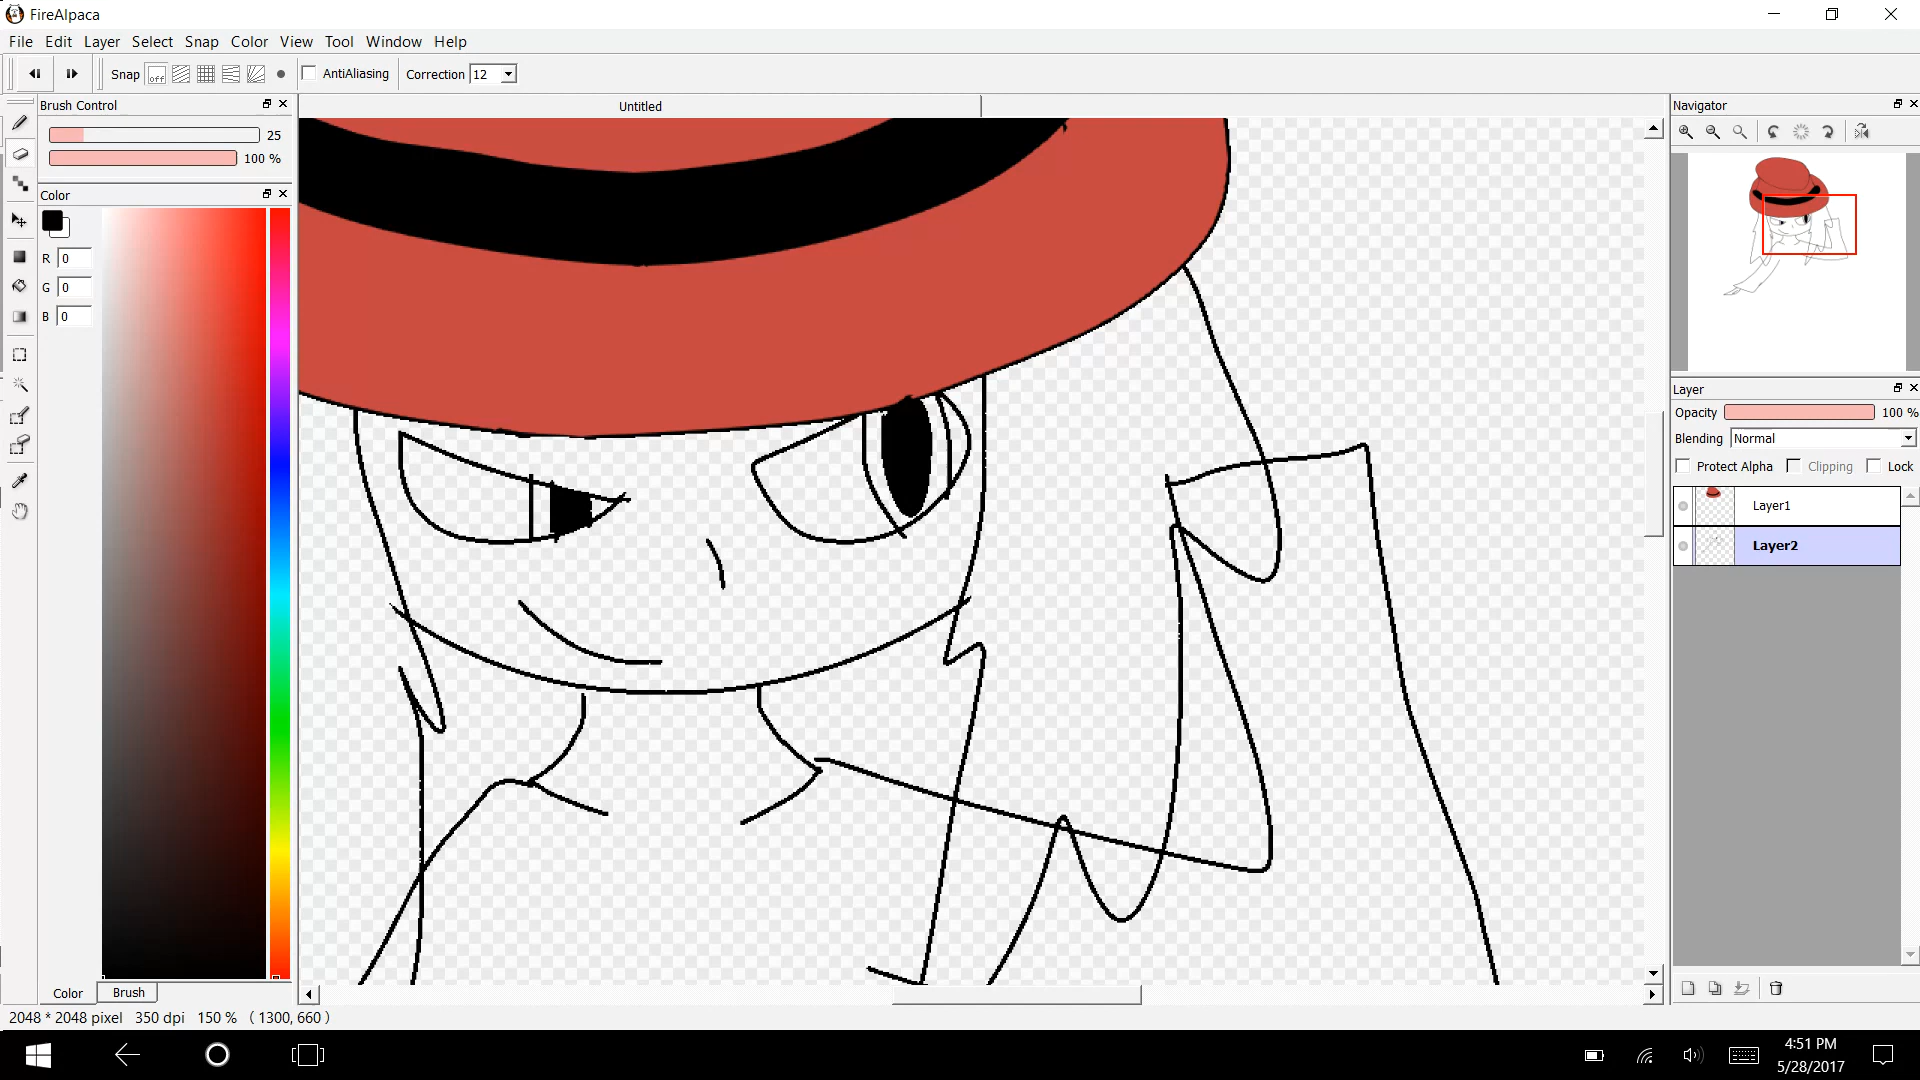 FireAlpaca
File Edit Layer Select Snap Color View Tool Window Help
Snap off AntiAliasing Correction 12
Brush Control
Untitled
Navigator
25
100 %
Color
R 0
G 0
B 0
Layer
Opacity 100 %
Blending Normal
Protect Alpha Clipping Lock
Layer1
Layer2
Color Brush
2048 * 2048 pixel 350 dpi 150 % ( 1300, 660 )
4:51 PM
5/28/2017